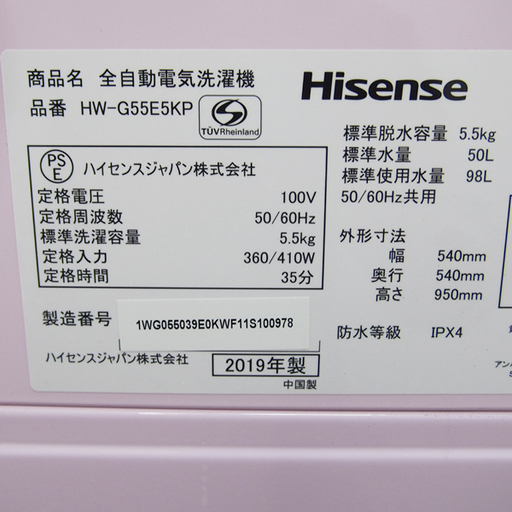 商品名 全自動電気洗濯機
品番 HW-G55E5KP
TÜVRheinland
Hisense
PS
E
ハイセンスジャパン株式会社
定格電圧 100V
定格周波数 50/60Hz
標準洗濯容量 5.5kg
定格入力 360/410W
定格時間 35分
製造番号 1WG055039E0KWF11S100978
ハイセンスジャパン株式会社
2019年製
中国製
標準脱水容量 5.5kg
標準水量 50L
標準使用水量 98L
50/60Hz共用
外形寸法
幅 540mm
奥行 540mm
高さ 950mm
防水等級 IPX4